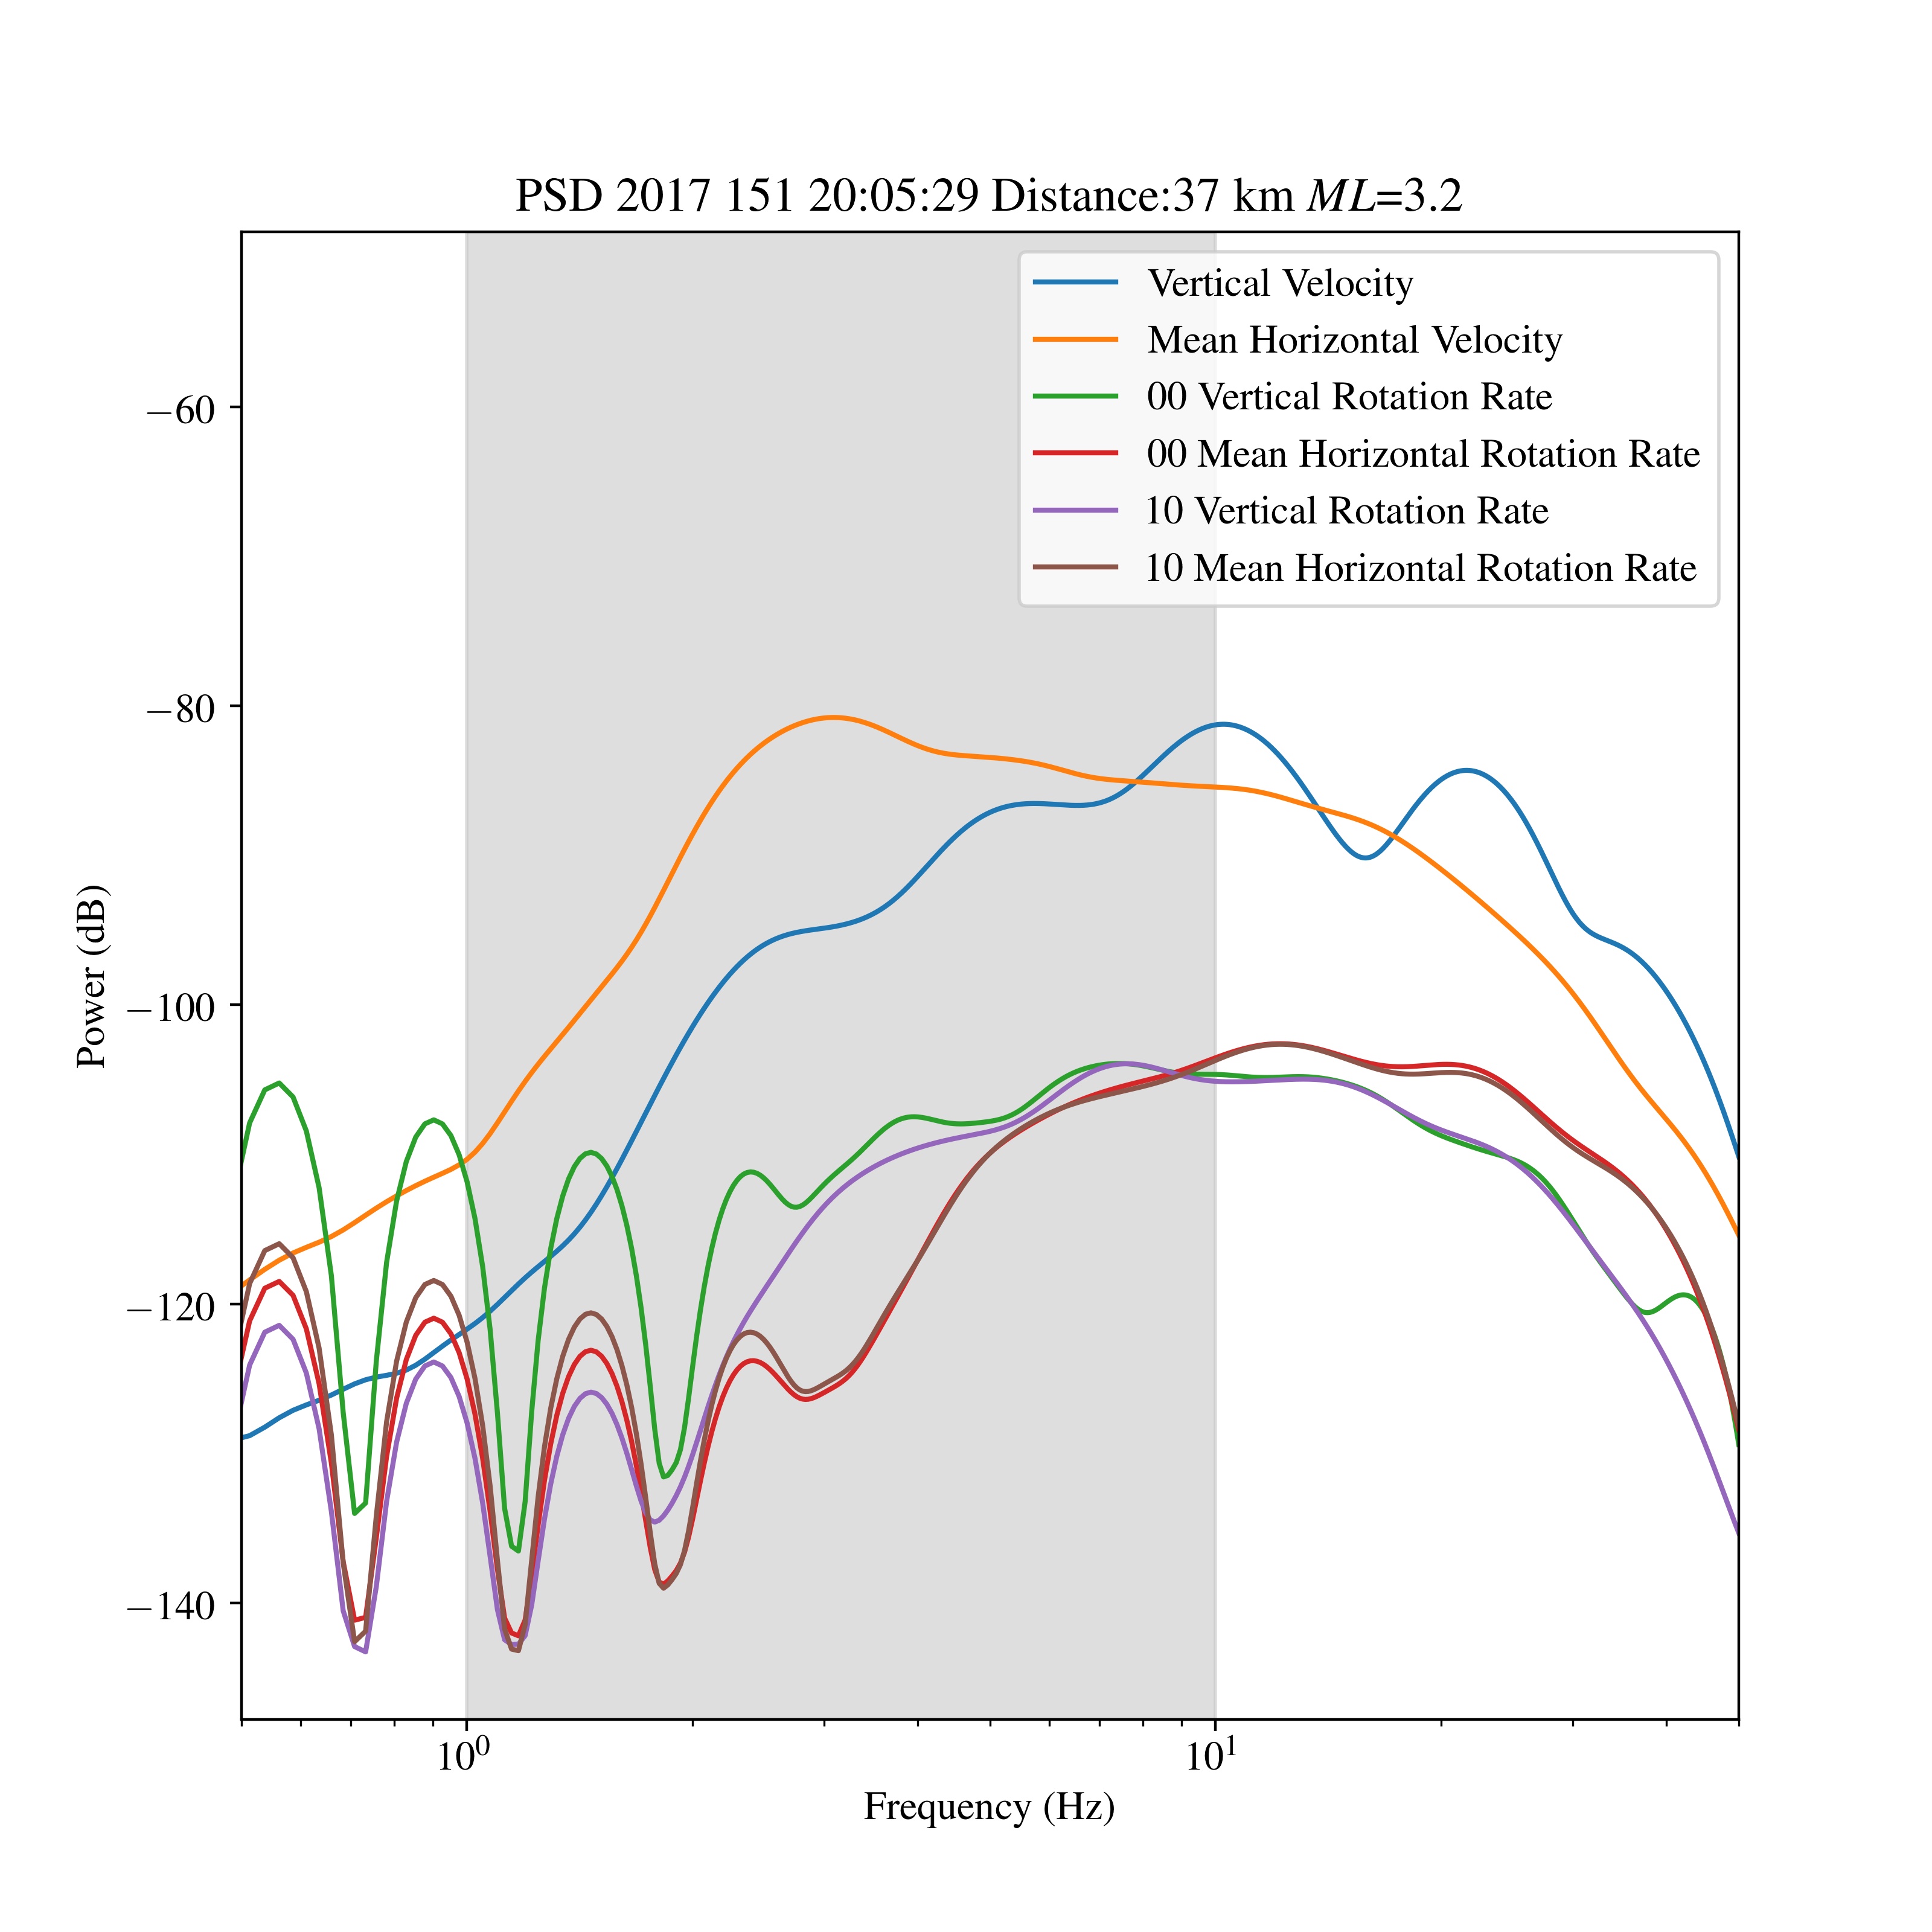 PSD 2017 151 20:05:29 Distance:37 km ML=3.2
Vertical Velocity
Mean Horizontal Velocity
00 Vertical Rotation Rate
00 Mean Horizontal Rotation Rate
10 Vertical Rotation Rate
10 Mean Horizontal Rotation Rate
Power (dB)
−60
−80
−100
−120
−140
10⁰ 10¹
Frequency (Hz)